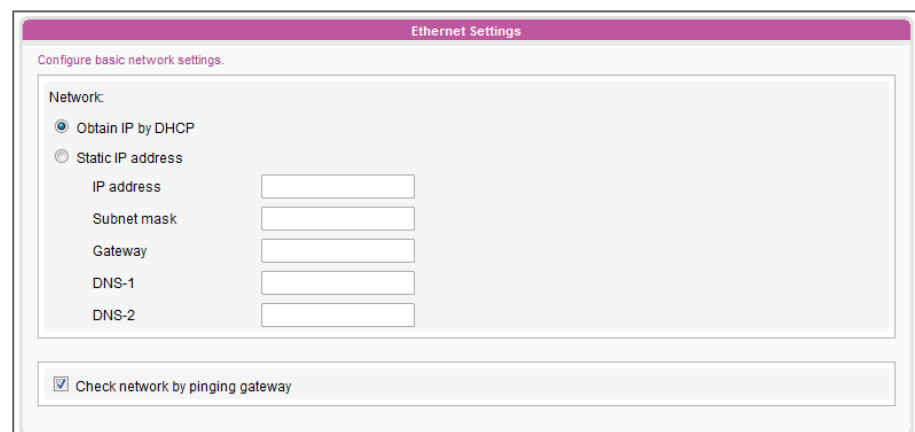 Ethernet Settings
Configure basic network settings.
Network:
Obtain IP by DHCP
Static IP address
IP address
Subnet mask
Gateway
DNS-1
DNS-2
Check network by pinging gateway